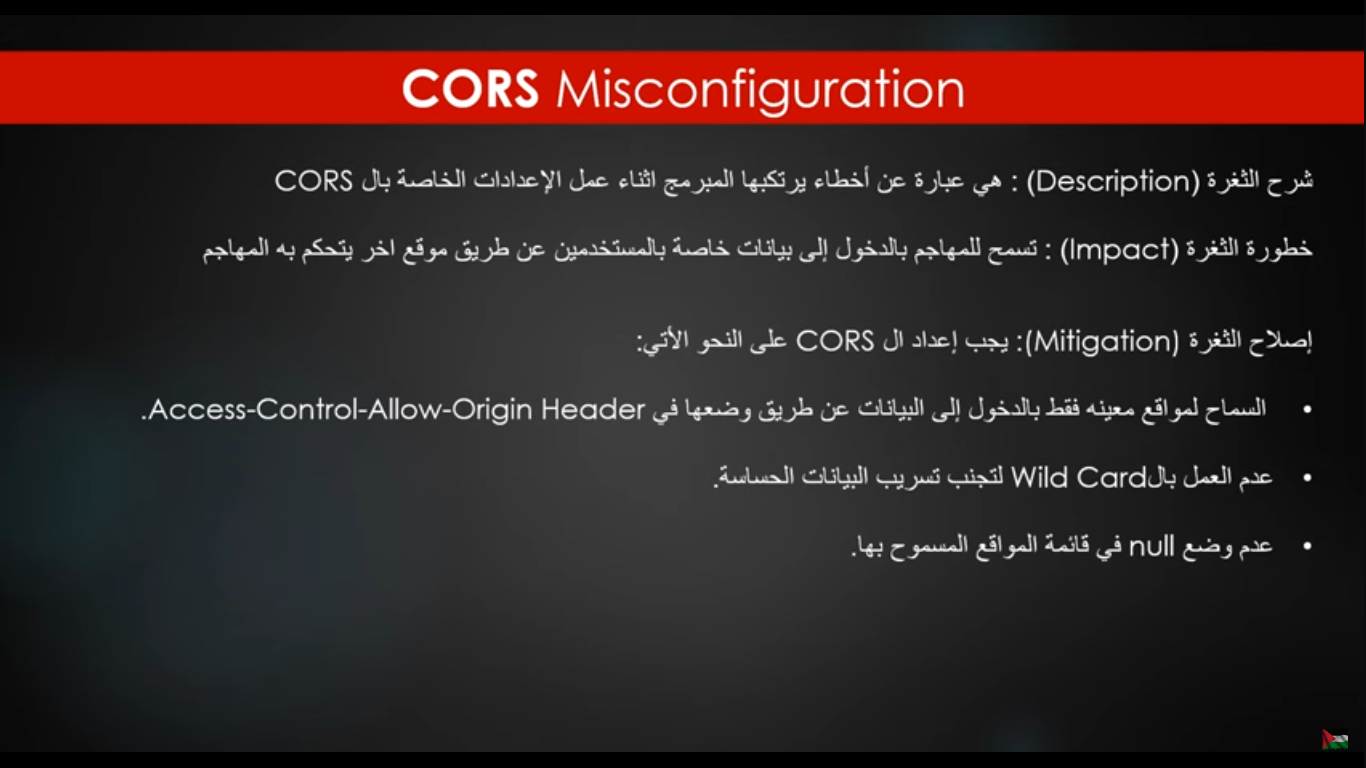 CORS Misconfiguration
شرح الثغرة (Description) : هي عبارة عن أخطاء يرتكبها المبرمج اثناء عمل الإعدادات الخاصة بال CORS
خطورة الثغرة (Impact) : تسمح للمهاجم بالدخول إلى بيانات خاصة بالمستخدمين عن طريق موقع اخر يتحكم به المهاجم
إصلاح الثغرة (Mitigation): يجب إعداد ال CORS على النحو الأتي:
• السماح لمواقع معينه فقط بالدخول إلى البيانات عن طريق وضعها في Access-Control-Allow-Origin Header.
• عدم العمل بالWild Card لتجنب تسريب البيانات الحساسة.
• عدم وضع null في قائمة المواقع المسموح بها.